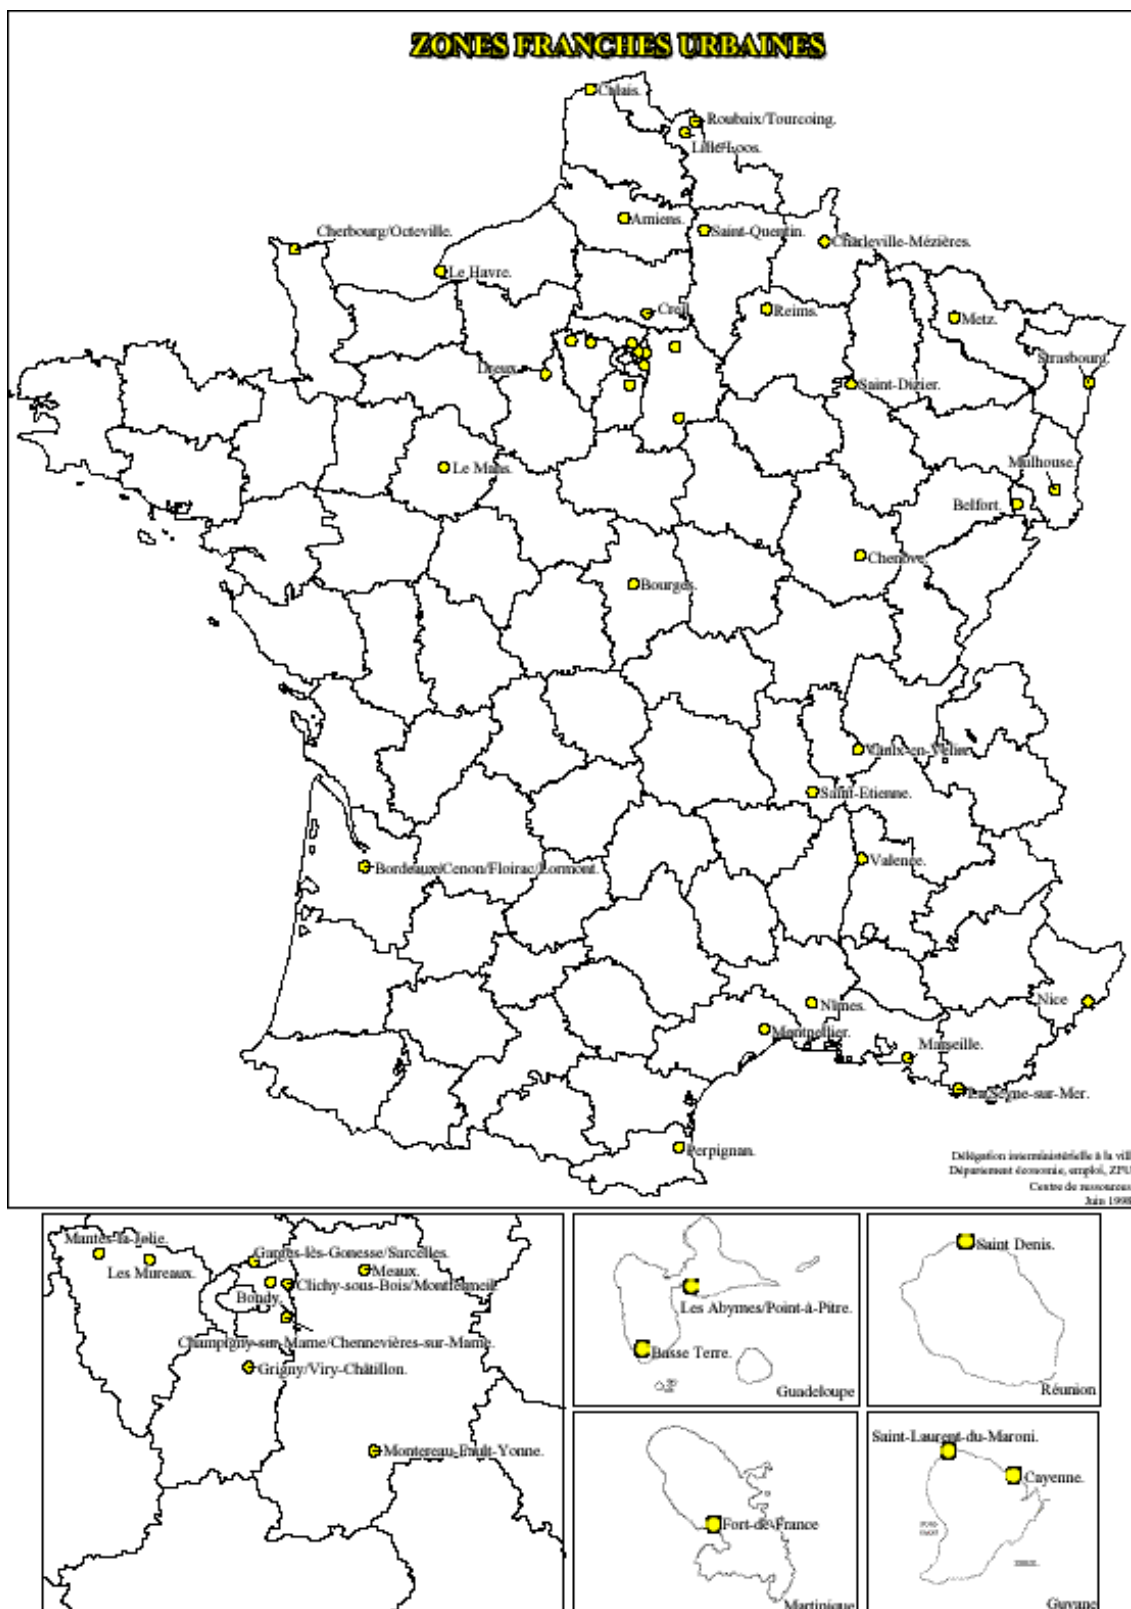 ZONES FRANCHES URBAINES
Calais.
Roubaix/Tourcoing.
Lille/Loos.
Amiens.
Saint-Quentin.
Cherbourg/Octeville.
Charleville-Mézières.
Le Havre.
Creil
Reims.
Metz.
Strasbourg.
Dreux.
Saint-Dizier.
Le Mans.
Mulhouse.
Belfort.
Chenôve.
Bourges.
Vaulx-en-Velin.
Saint-Etienne.
Valence.
Bordeaux/Cenon/Floirac/Lormont.
Nîmes.
Nice
Montpellier.
Marseille.
La Seyne-sur-Mer.
Perpignan.
Délégation interministérielle à la vill
Département économie, emploi, ZFU
Centre de ressources
Juin 1998
Mantes-la-Jolie.
Garges-lès-Gonesse/Sarcelles.
Les Mureaux.
Meaux.
Clichy-sous-Bois/Montfermeil.
Bondy.
Champigny-sur-Marne/Chennevières-sur-Marne.
Grigny/Viry-Châtillon.
Montereau-Fault-Yonne.
Les Abymes/Point-à-Pitre.
Basse Terre.
Guadeloupe
Saint Denis.
Réunion
Fort-de-France
Martinique
Saint-Laurent-du-Maroni.
Cayenne.
Guyane